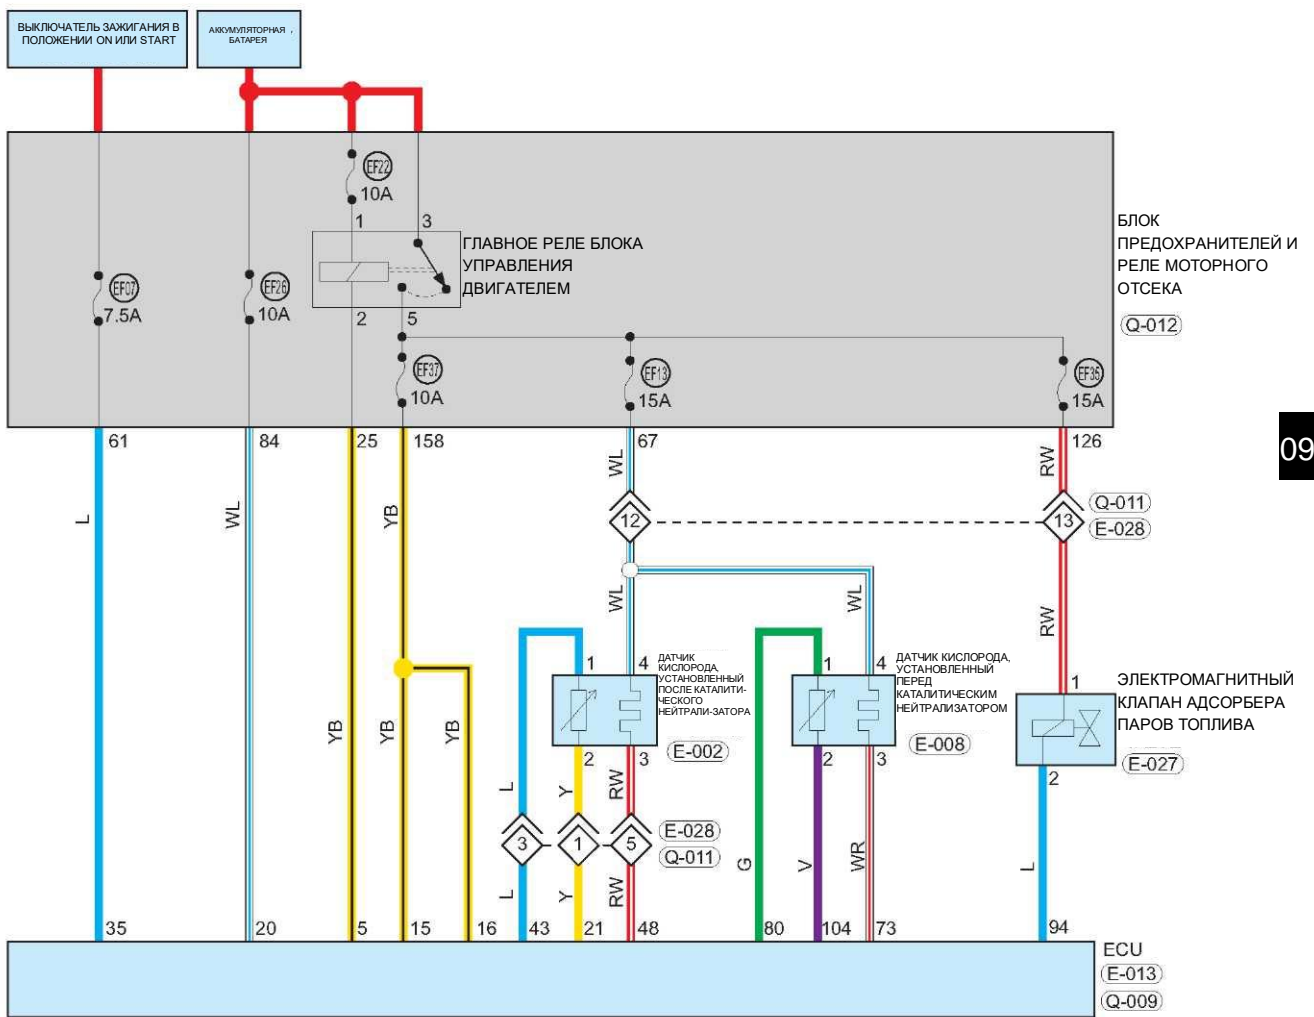 ВЫКЛЮЧАТЕЛЬ ЗАЖИГАНИЯ В
ПОЛОЖЕНИИ ON ИЛИ START
АККУМУЛЯТОРНАЯ
БАТАРЕЯ
EF22
10A
1
3
ГЛАВНОЕ РЕЛЕ БЛОКА
УПРАВЛЕНИЯ
ДВИГАТЕЛЕМ
2
5
EF07
7.5A
EF26
10A
EF37
10A
EF13
15A
EF35
15A
БЛОК
ПРЕДОХРАНИТЕЛЕЙ И
РЕЛЕ МОТОРНОГО
ОТСЕКА
Q-012
61
84
25
158
67
126
09
L
WL
YB
WL
RW
12
13
Q-011
E-028
YB
YB
YB
WL
WL
RW
1
4
ДАТЧИК
КИСЛОРОДА,
УСТАНОВЛЕННЫЙ
ПОСЛЕ КАТАЛИТИ-
ЧЕСКОГО
НЕЙТРАЛИ-ЗАТОРА
2
3
E-002
1
4
ДАТЧИК КИСЛОРОДА,
УСТАНОВЛЕННЫЙ
ПЕРЕД
КАТАЛИТИЧЕСКИМ
НЕЙТРАЛИЗАТОРОМ
2
3
E-008
1
ЭЛЕКТРОМАГНИТНЫЙ
КЛАПАН АДСОРБЕРА
ПАРОВ ТОПЛИВА
2
E-027
L
Y
RW
3
1
5
E-028
Q-011
L
Y
RW
G
V
WR
L
35
20
5
15
16
43
21
48
80
104
73
94
ECU
E-013
Q-009